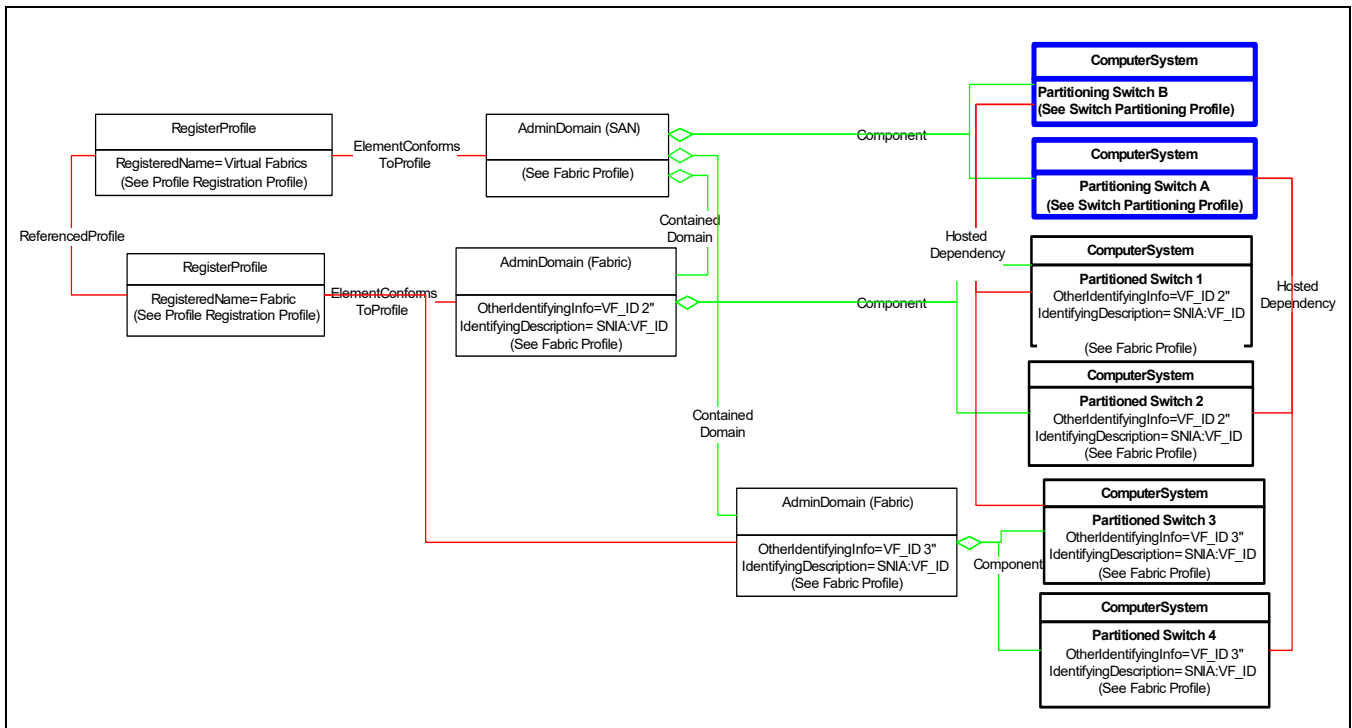 ComputerSystem
Partitioning Switch B
(See Switch Partitioning Profile)
RegisterProfile
RegisteredName= Virtual Fabrics
(See Profile Registration Profile)
ElementConforms
ToProfile
AdminDomain (SAN)
(See Fabric Profile)
Component
ComputerSystem
Partitioning Switch A
(See Switch Partitioning Profile)
Contained
Domain
ReferencedProfile
Hosted
Dependency
RegisterProfile
RegisteredName= Fabric
(See Profile Registration Profile)
ElementConforms
ToProfile
AdminDomain (Fabric)
OtherIdentifyingInfo=VF_ID 2"
IdentifyingDescription= SNIA:VF_ID
(See Fabric Profile)
Component
ComputerSystem
Partitioned Switch 1
OtherIdentifyingInfo=VF_ID 2"
IdentifyingDescription= SNIA:VF_ID
(See Fabric Profile)
Hosted
Dependency
ComputerSystem
Partitioned Switch 2
OtherIdentifyingInfo=VF_ID 2"
IdentifyingDescription= SNIA:VF_ID
(See Fabric Profile)
Contained
Domain
AdminDomain (Fabric)
OtherIdentifyingInfo=VF_ID 3"
IdentifyingDescription= SNIA:VF_ID
(See Fabric Profile)
Component
ComputerSystem
Partitioned Switch 3
OtherIdentifyingInfo=VF_ID 3"
IdentifyingDescription= SNIA:VF_ID
(See Fabric Profile)
ComputerSystem
Partitioned Switch 4
OtherIdentifyingInfo=VF_ID 3"
IdentifyingDescription= SNIA:VF_ID
(See Fabric Profile)